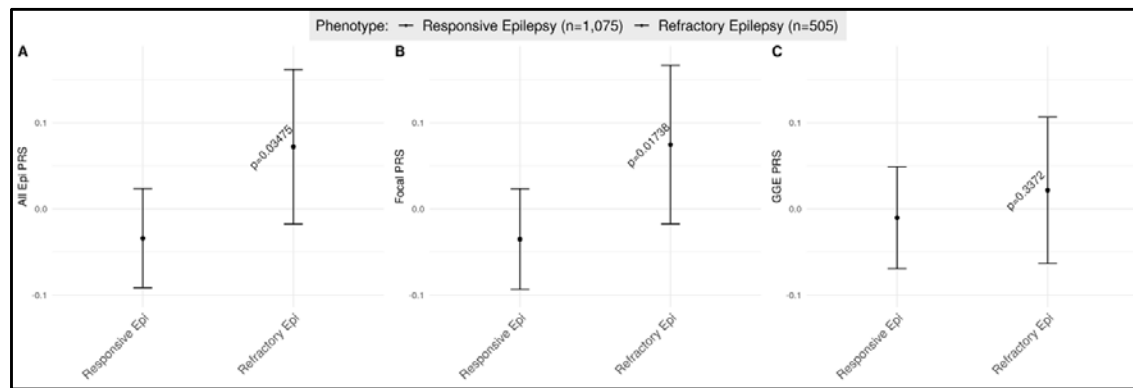 Phenotype: Responsive Epilepsy (n=1,075) Refractory Epilepsy (n=505)
A
All Epi PRS
0.1
0.0
-0.1
p=0.03475
Responsive Epi
Refractory Epi
B
Focal PRS
0.1
0.0
-0.1
p=0.01738
Responsive Epi
Refractory Epi
C
GGE PRS
0.1
0.0
-0.1
p=0.3372
Responsive Epi
Refractory Epi